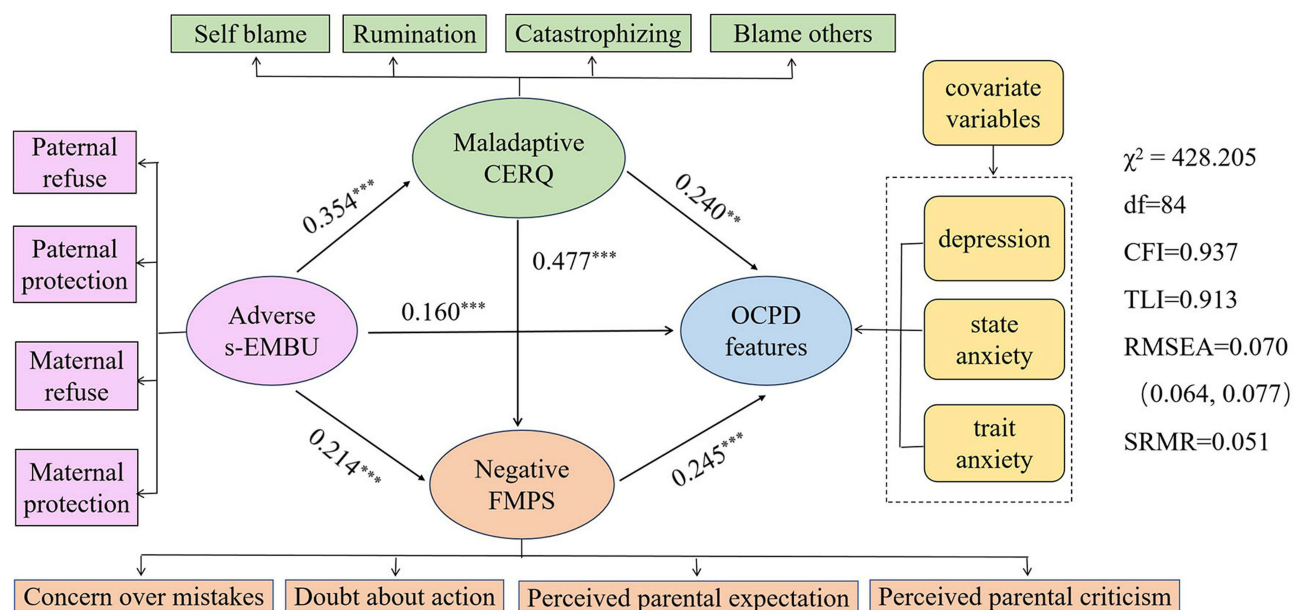 Self blame
Rumination
Catastrophizing
Blame others
covariate
variables
Maladaptive
CERQ
Paternal
refuse
Paternal
protection
Maternal
refuse
Maternal
protection
Adverse
s-EMBU
0.354***
0.240**
0.477***
0.160***
0.214***
0.245***
OCPD
features
Negative
FMPS
depression
state
anxiety
trait
anxiety
χ² = 428.205
df=84
CFI=0.937
TLI=0.913
RMSEA=0.070
(0.064, 0.077)
SRMR=0.051
Concern over mistakes
Doubt about action
Perceived parental expectation
Perceived parental criticism